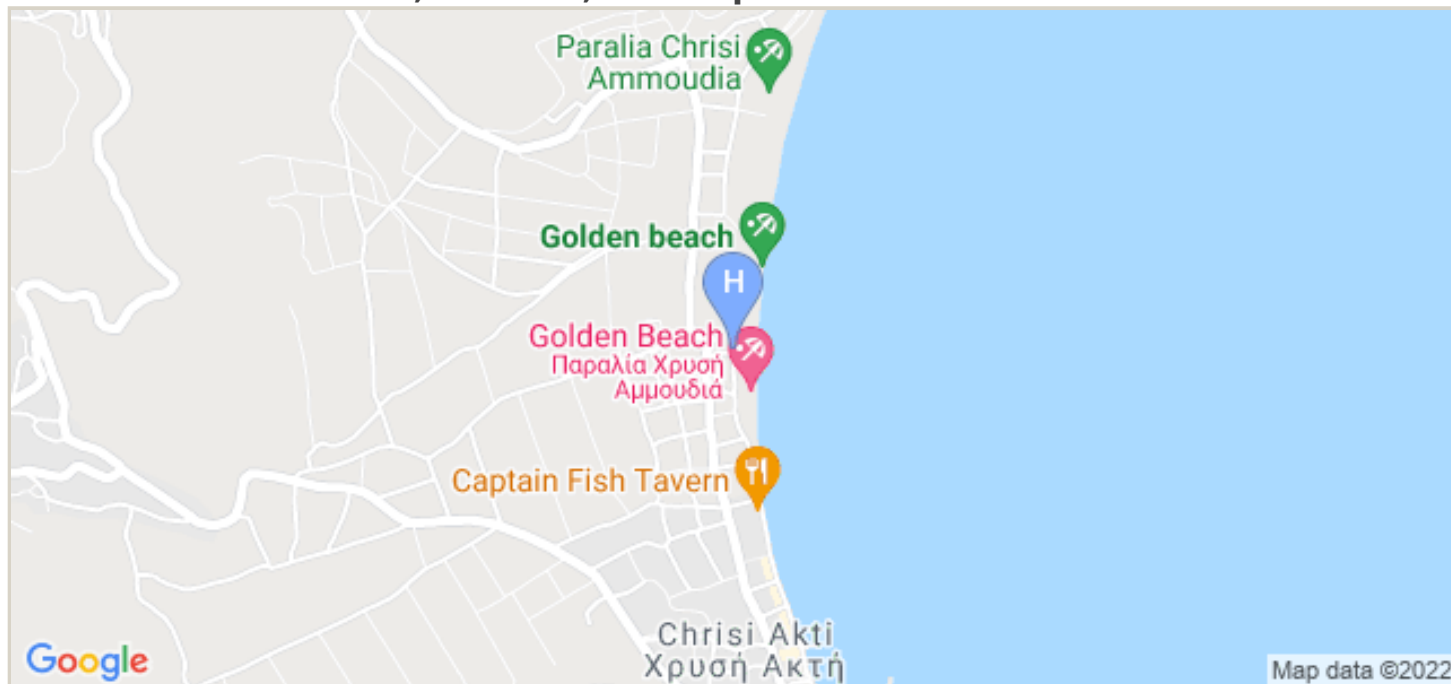 Paralia Chrisi
Ammoudia
Golden beach
H
Golden Beach
Παραλία Χρυσή
Αμμουδιά
Captain Fish Tavern
Chrisi Akti
Χρυσή Ακτή
Google
Map data ©2022